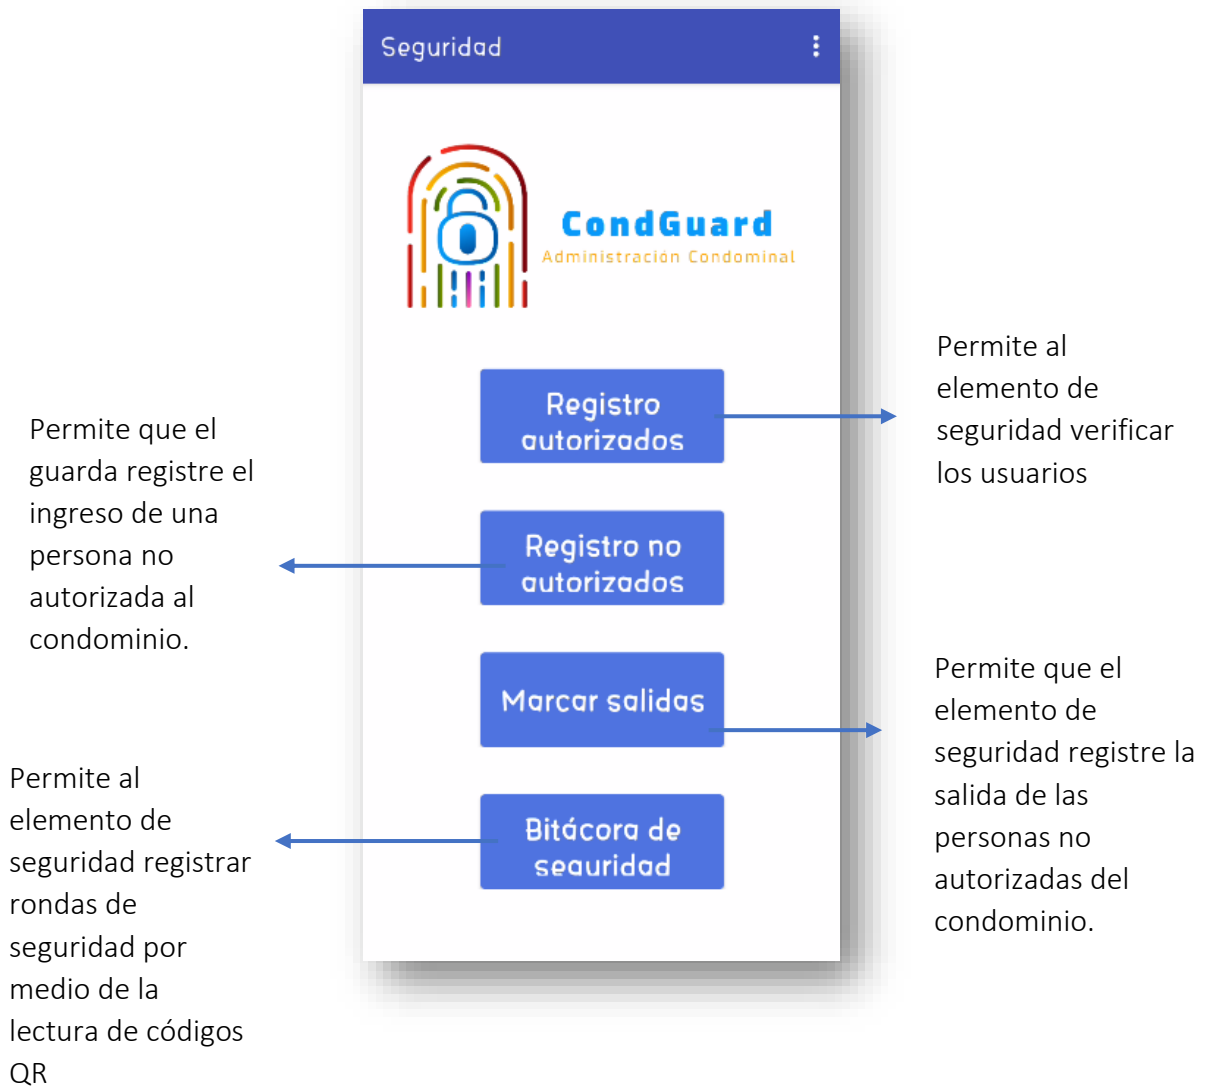 Seguridad
CondGuard
Administración Condominal
Registro
autorizados
Permite al
elemento de
seguridad verificar
los usuarios
Registro no
autorizados
Permite que el
guarda registre el
ingreso de una
persona no
autorizada al
condominio.
Marcar salidas
Permite que el
elemento de
seguridad registre la
salida de las
personas no
autorizadas del
condominio.
Bitácora de
seguridad
Permite al
elemento de
seguridad registrar
rondas de
seguridad por
medio de la
lectura de códigos
QR